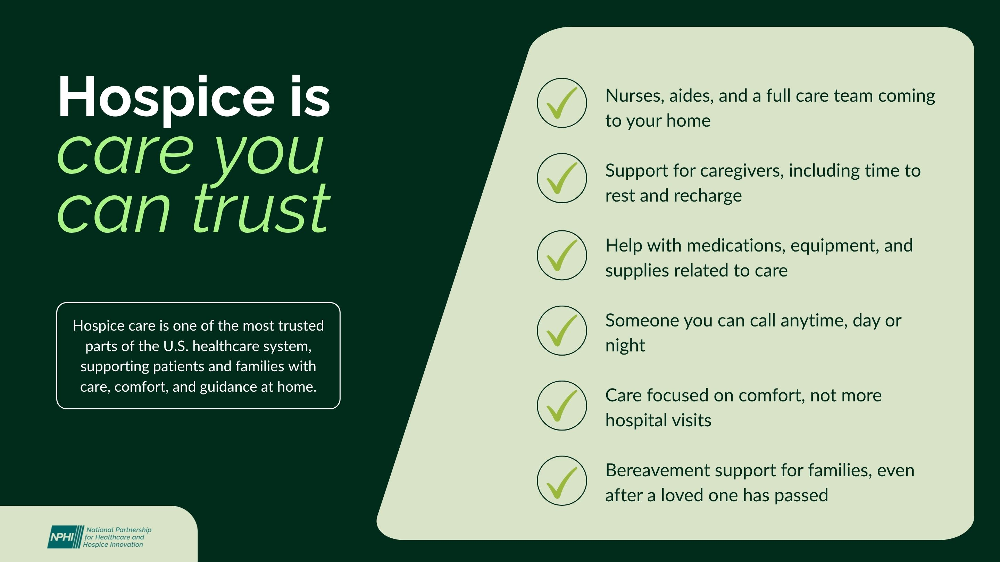 Hospice is
care you
can trust
Hospice care is one of the most trusted
parts of the U.S. healthcare system,
supporting patients and families with
care, comfort, and guidance at home.
Nurses, aides, and a full care team coming
to your home
Support for caregivers, including time to
rest and recharge
Help with medications, equipment, and
supplies related to care
Someone you can call anytime, day or
night
Care focused on comfort, not more
hospital visits
Bereavement support for families, even
after a loved one has passed
NPHI
National Partnership
for Healthcare and
Hospice Innovation